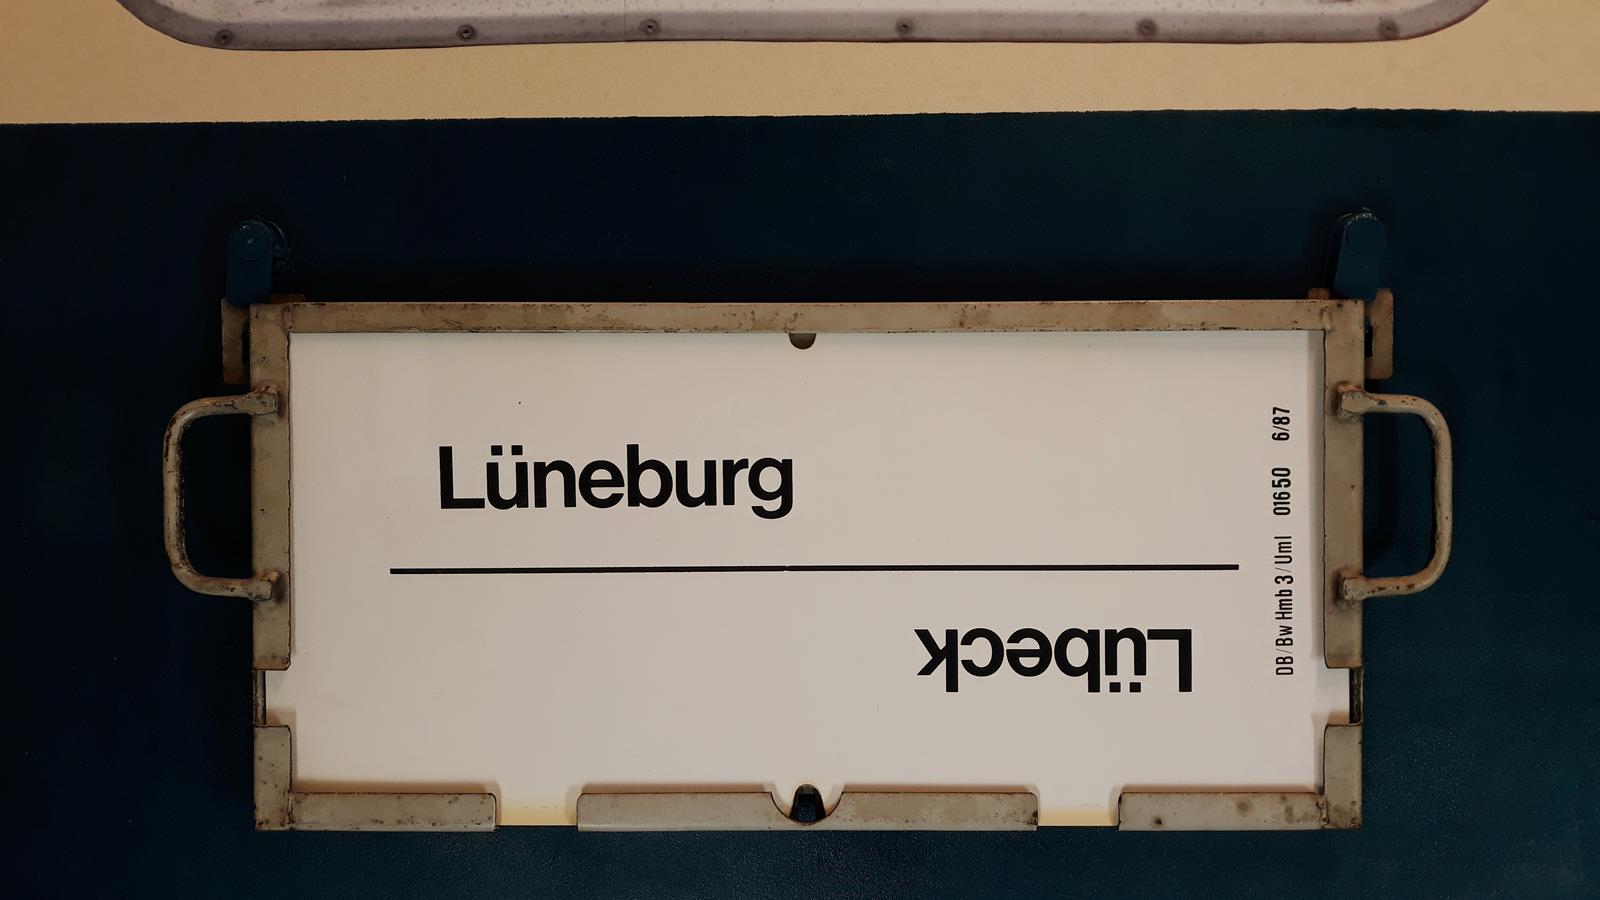 Lüneburg
Lübeck
DB/Bw Hmb 3/Uml 01650 6/87